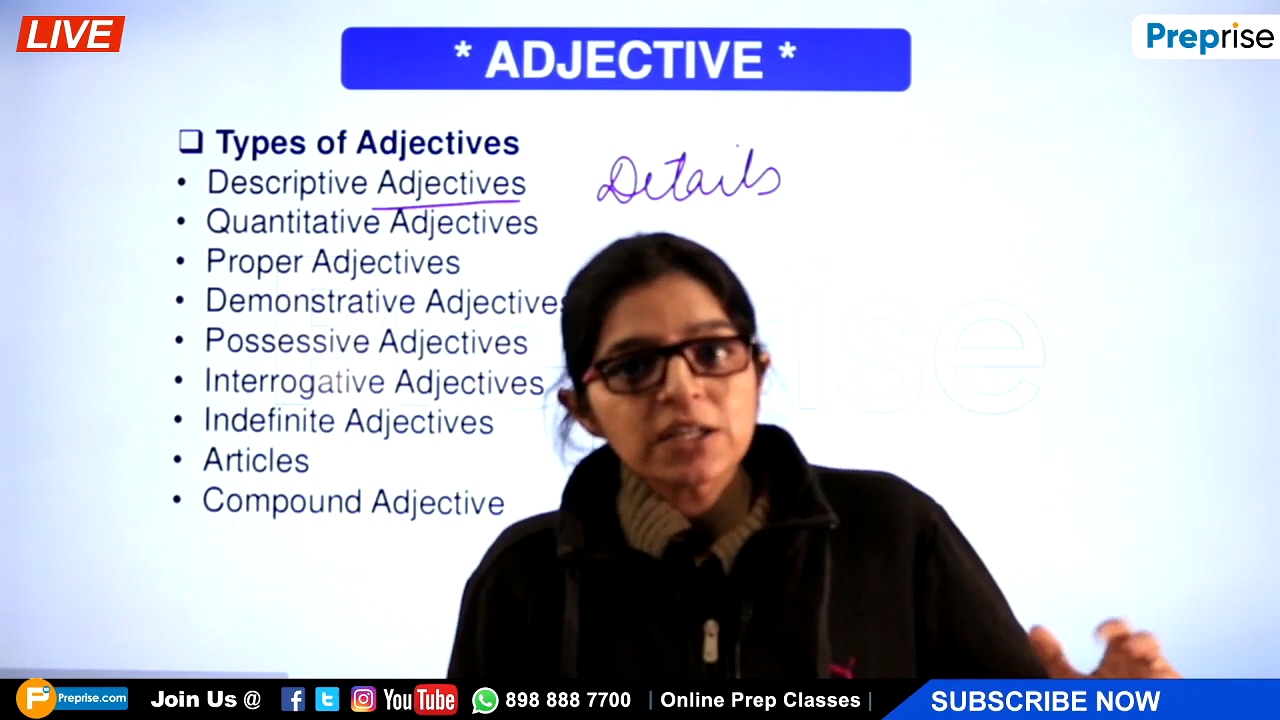 LIVE
* ADJECTIVE *
Preprise
❑ Types of Adjectives
• Descriptive Adjectives
Details
• Quantitative Adjectives
• Proper Adjectives
• Demonstrative Adjectives
• Possessive Adjectives
• Interrogative Adjectives
• Indefinite Adjectives
• Articles
• Compound Adjective
Preprise.com
Join Us @
YouTube
898 888 7700
| Online Prep Classes |
SUBSCRIBE NOW